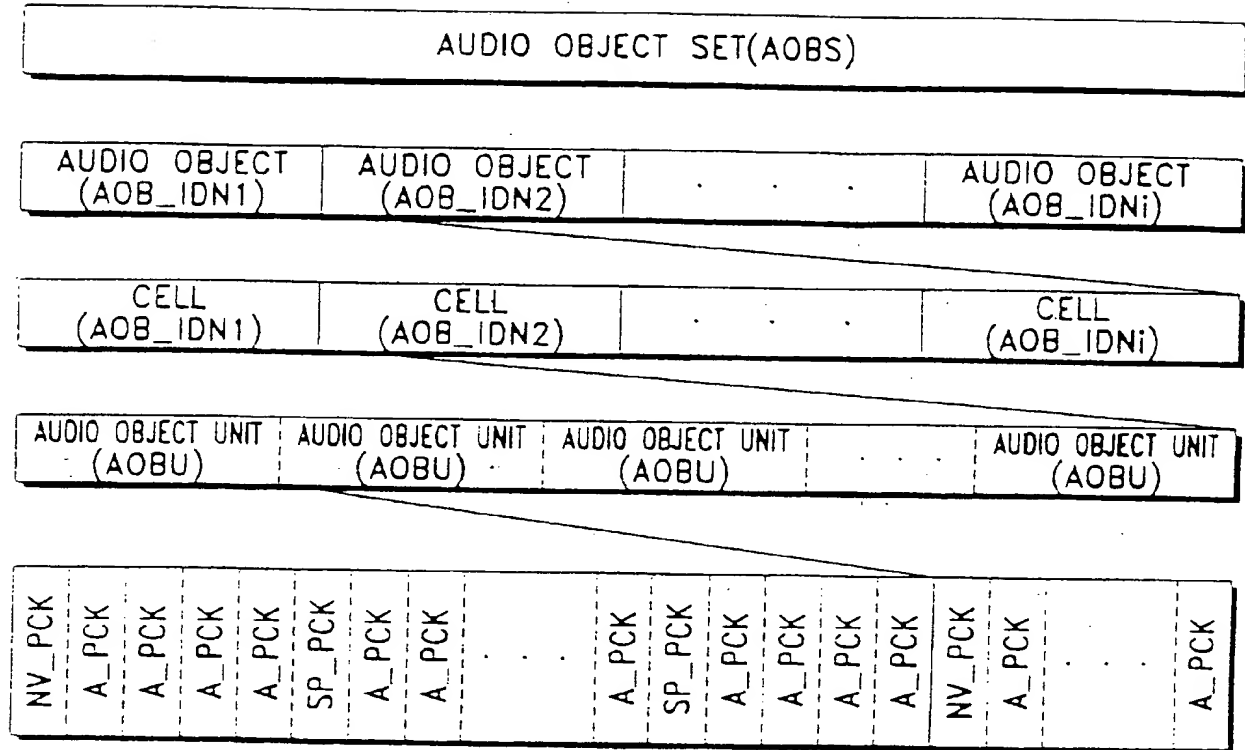 AUDIO OBJECT SET(AOBS)
AUDIO OBJECT
(AOB_IDN1)
AUDIO OBJECT
(AOB_IDN2)
. . .
AUDIO OBJECT
(AOB_IDNi)
CELL
(AOB_IDN1)
CELL
(AOB_IDN2)
. . .
CELL
(AOB_IDNi)
AUDIO OBJECT UNIT
(AOBU)
AUDIO OBJECT UNIT
(AOBU)
AUDIO OBJECT UNIT
(AOBU)
. . .
AUDIO OBJECT UNIT
(AOBU)
NV_PCK
A_PCK
A_PCK
A_PCK
A_PCK
SP_PCK
A_PCK
A_PCK
. . .
A_PCK
SP_PCK
A_PCK
A_PCK
A_PCK
A_PCK
NV_PCK
A_PCK
. . .
A_PCK